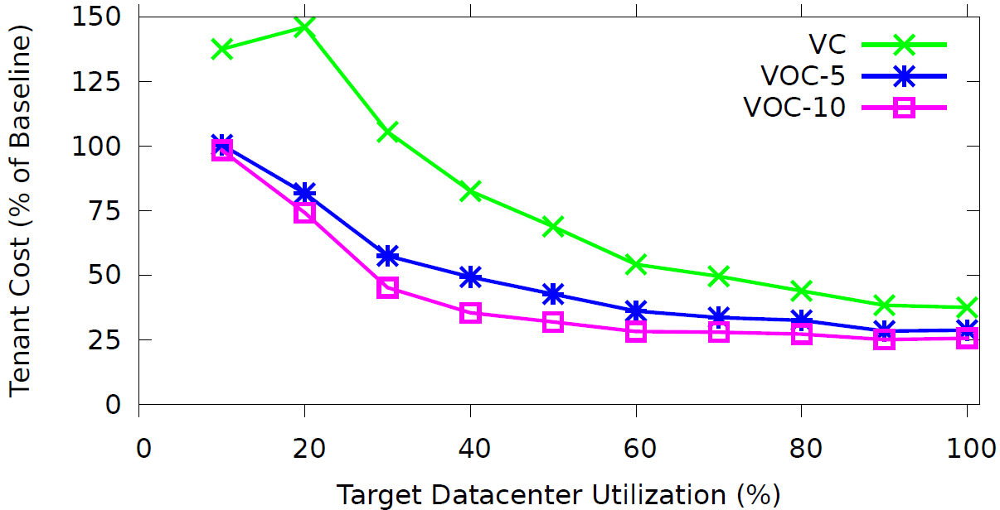 150
125
100
75
50
25
0
Tenant Cost (% of Baseline)
VC
VOC-5
VOC-10
0 20 40 60 80 100
Target Datacenter Utilization (%)